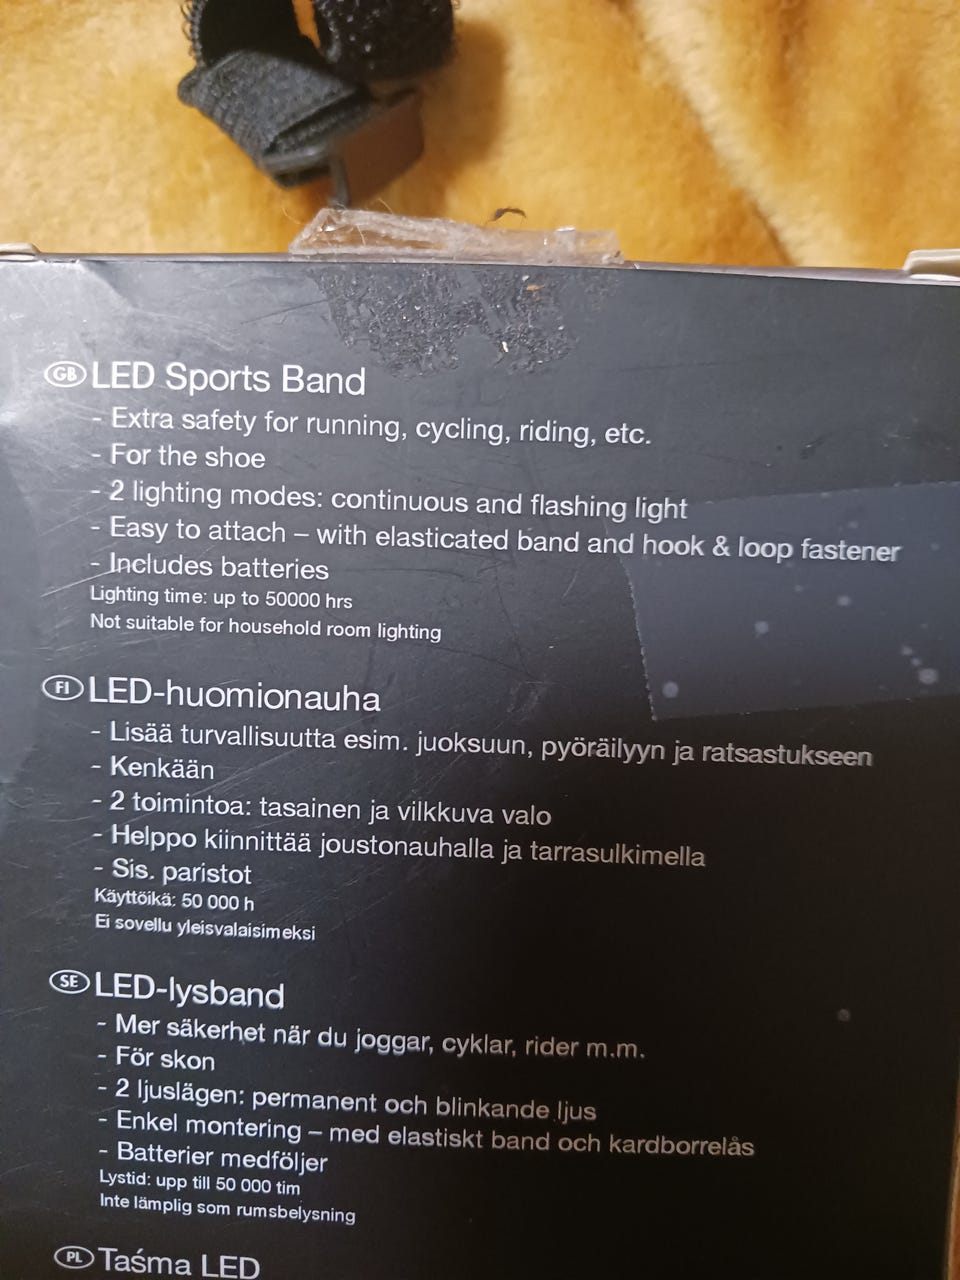 GB LED Sports Band
- Extra safety for running, cycling, riding, etc.
- For the shoe
- 2 lighting modes: continuous and flashing light
- Easy to attach – with elasticated band and hook & loop fastener
- Includes batteries
Lighting time: up to 50000 hrs
Not suitable for household room lighting
FI LED-huomionauha
- Lisää turvallisuutta esim. juoksuun, pyöräilyyn ja ratsastukseen
- Kenkään
- 2 toimintoa: tasainen ja vilkkuva valo
- Helppo kiinnittää joustonauhalla ja tarrasulkimella
- Sis. paristot
Käyttöikä: 50 000 h
Ei sovellu yleisvalaisimeksi
SE LED-lysband
- Mer säkerhet när du joggar, cyklar, rider m.m.
- För skon
- 2 ljuslägen: permanent och blinkande ljus
- Enkel montering – med elastiskt band och kardborrelås
- Batterier medföljer
Lystid: upp till 50 000 tim
Inte lämplig som rumsbelysning
PL Taśma LED